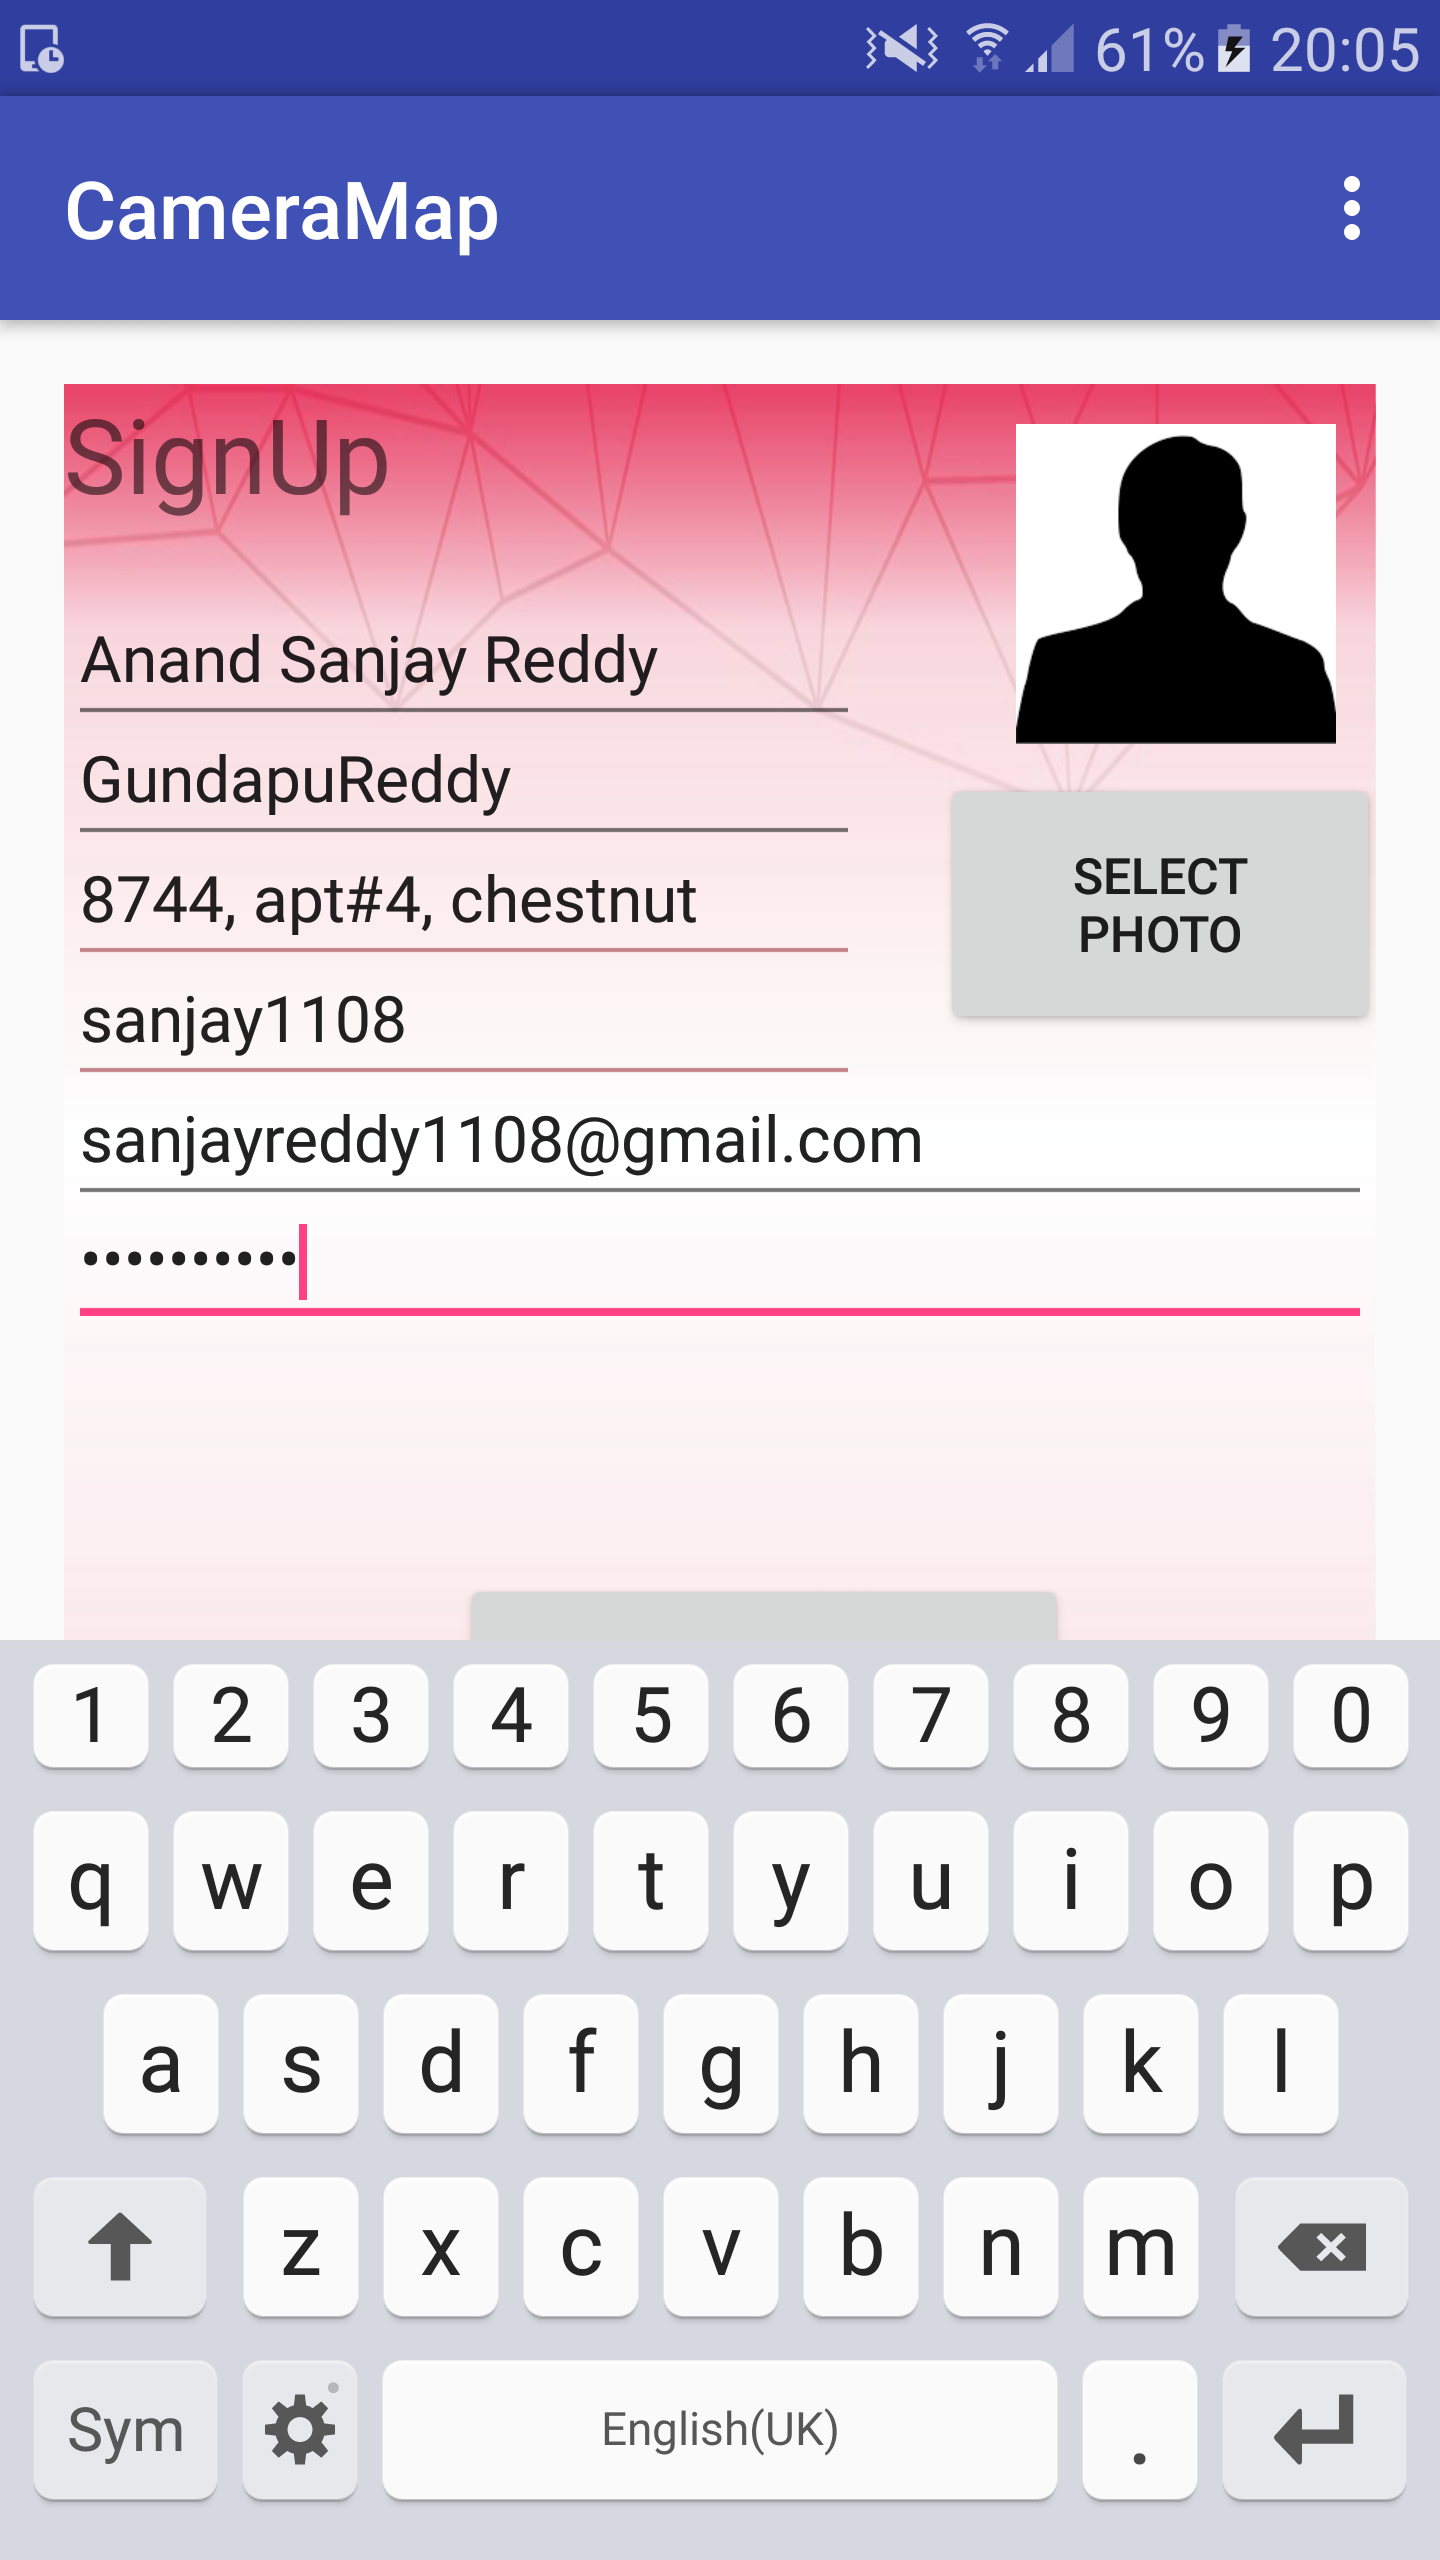 61% 20:05
CameraMap
SignUp
Anand Sanjay Reddy
GundapuReddy
8744, apt#4, chestnut
SELECT
PHOTO
sanjay1108
sanjayreddy1108@gmail.com
••••••••••
1 2 3 4 5 6 7 8 9 0
q w e r t y u i o p
a s d f g h j k l
z x c v b n m
Sym English(UK) .